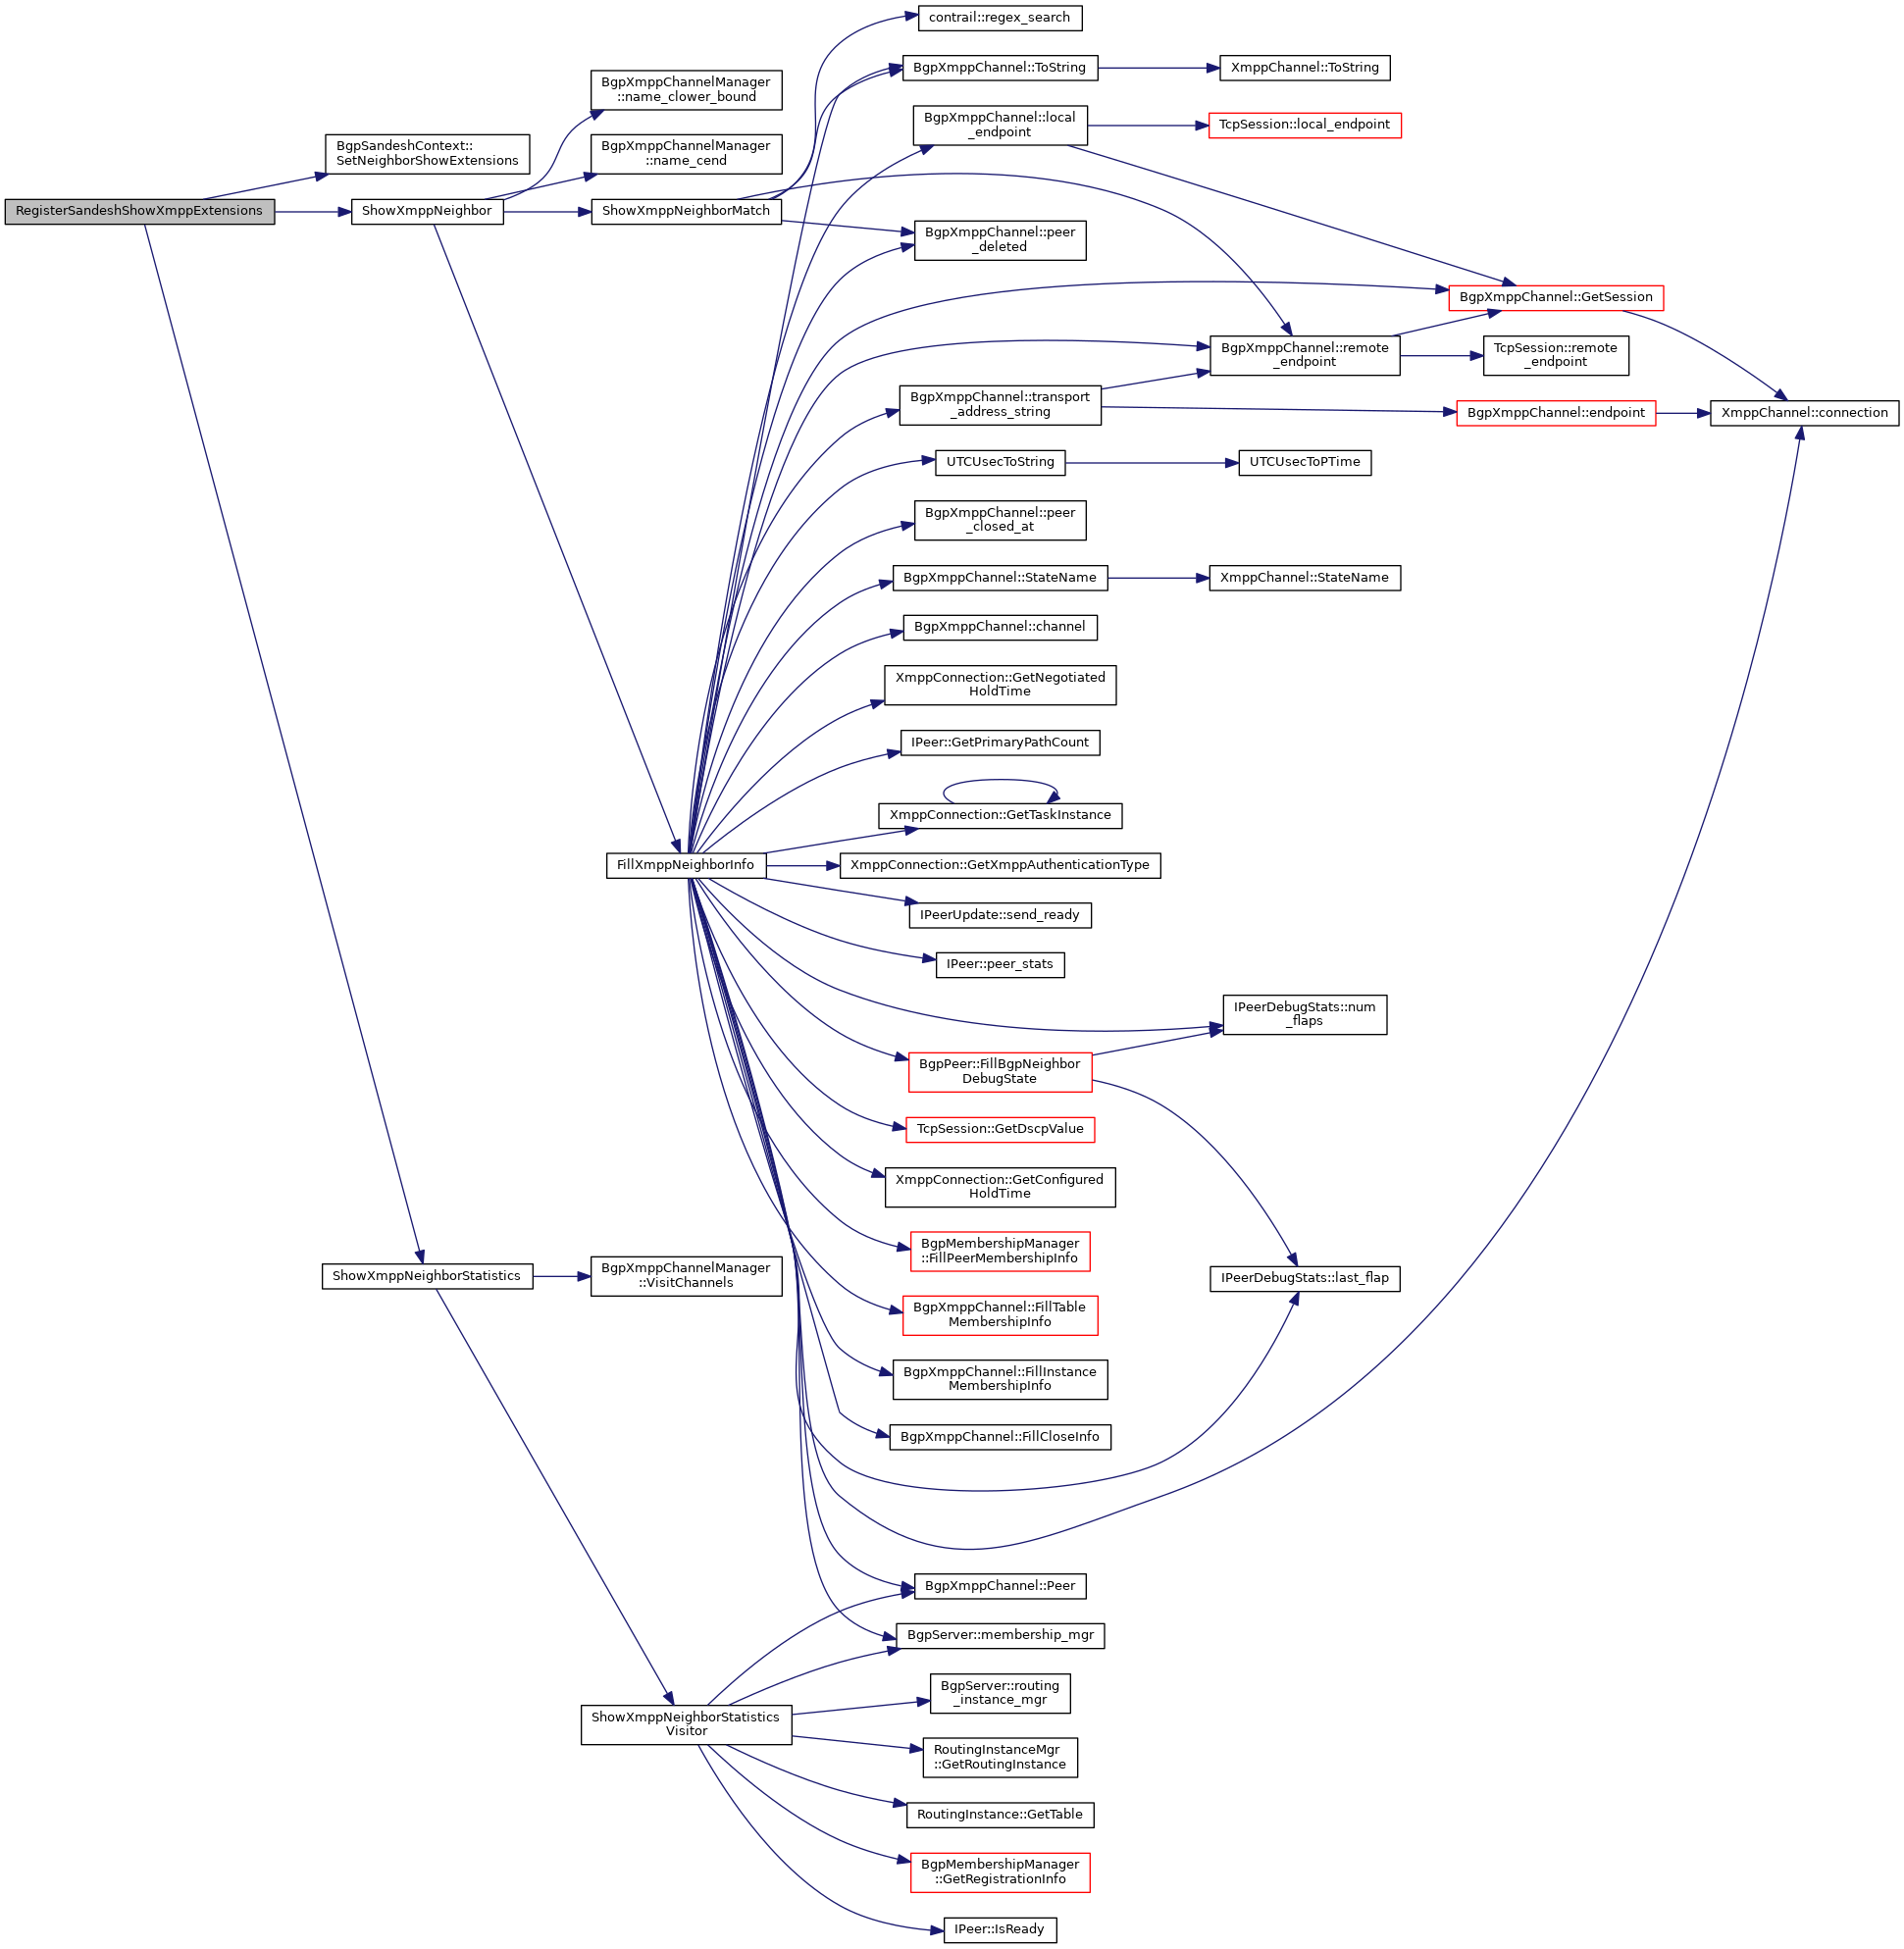 RegisterSandeshShowXmppExtensions
BgpSandeshContext::
SetNeighborShowExtensions
ShowXmppNeighbor
ShowXmppNeighborStatistics
BgpXmppChannelManager
::name_clower_bound
BgpXmppChannelManager
::name_cend
ShowXmppNeighborMatch
FillXmppNeighborInfo
BgpXmppChannelManager
::VisitChannels
ShowXmppNeighborStatistics
Visitor
contrail::regex_search
BgpXmppChannel::ToString
XmppChannel::ToString
BgpXmppChannel::local
_endpoint
TcpSession::local_endpoint
BgpXmppChannel::peer
_deleted
BgpXmppChannel::GetSession
BgpXmppChannel::remote
_endpoint
TcpSession::remote
_endpoint
BgpXmppChannel::transport
_address_string
BgpXmppChannel::endpoint
XmppChannel::connection
UTCUsecToString
UTCUsecToPTime
BgpXmppChannel::peer
_closed_at
BgpXmppChannel::StateName
XmppChannel::StateName
BgpXmppChannel::channel
XmppConnection::GetNegotiated
HoldTime
IPeer::GetPrimaryPathCount
XmppConnection::GetTaskInstance
XmppConnection::GetXmppAuthenticationType
IPeerUpdate::send_ready
IPeer::peer_stats
IPeerDebugStats::num
_flaps
BgpPeer::FillBgpNeighbor
DebugState
TcpSession::GetDscpValue
XmppConnection::GetConfigured
HoldTime
BgpMembershipManager
::FillPeerMembershipInfo
IPeerDebugStats::last_flap
BgpXmppChannel::FillTable
MembershipInfo
BgpXmppChannel::FillInstance
MembershipInfo
BgpXmppChannel::FillCloseInfo
BgpXmppChannel::Peer
BgpServer::membership_mgr
BgpServer::routing
_instance_mgr
RoutingInstanceMgr
::GetRoutingInstance
RoutingInstance::GetTable
BgpMembershipManager
::GetRegistrationInfo
IPeer::IsReady